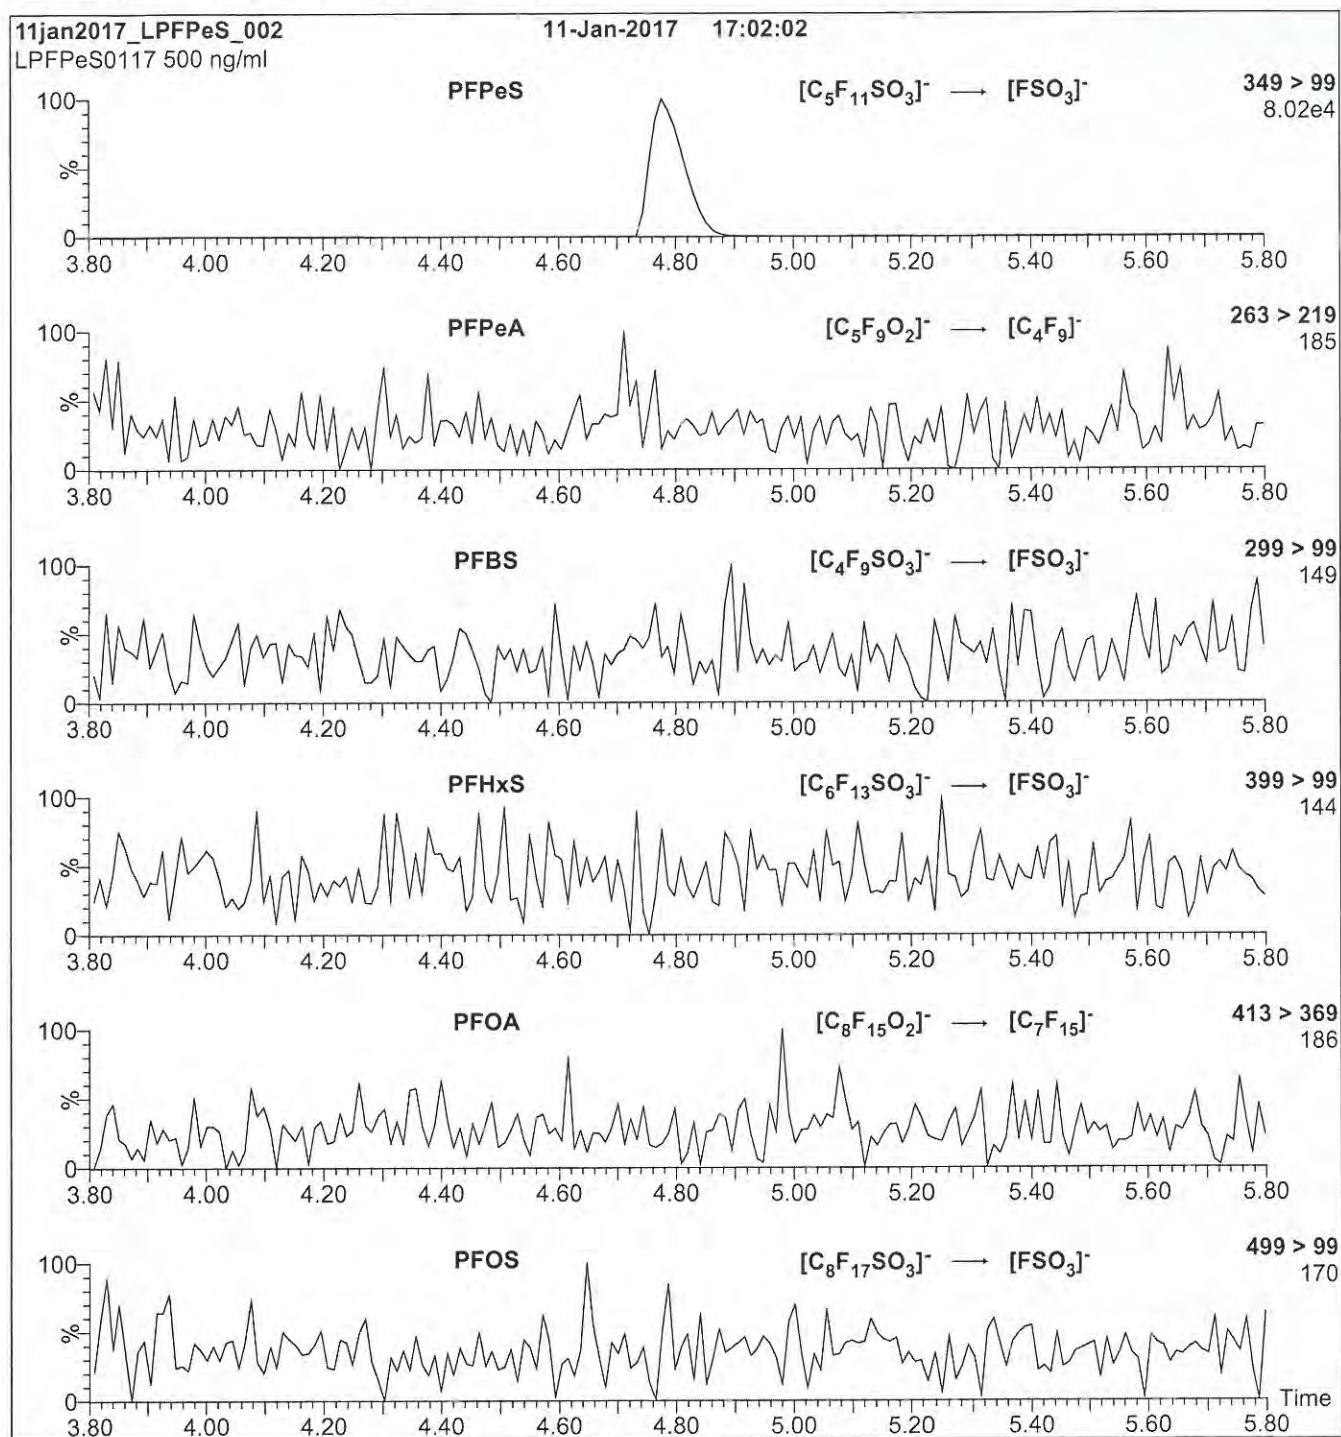 11jan2017_LPFPeS_002 11-Jan-2017 17:02:02
LPFPeS0117 500 ng/ml
PFPeS [C5F11SO3]- → [FSO3]- 349 > 99
8.02e4
100
%
0
3.80 4.00 4.20 4.40 4.60 4.80 5.00 5.20 5.40 5.60 5.80
PFPeA [C5F9O2]- → [C4F9]- 263 > 219
185
100
%
0
3.80 4.00 4.20 4.40 4.60 4.80 5.00 5.20 5.40 5.60 5.80
PFBS [C4F9SO3]- → [FSO3]- 299 > 99
149
100
%
0
3.80 4.00 4.20 4.40 4.60 4.80 5.00 5.20 5.40 5.60 5.80
PFHxS [C6F13SO3]- → [FSO3]- 399 > 99
144
100
%
0
3.80 4.00 4.20 4.40 4.60 4.80 5.00 5.20 5.40 5.60 5.80
PFOA [C8F15O2]- → [C7F15]- 413 > 369
186
100
%
0
3.80 4.00 4.20 4.40 4.60 4.80 5.00 5.20 5.40 5.60 5.80
PFOS [C8F17SO3]- → [FSO3]- 499 > 99
170
100
%
0 Time
3.80 4.00 4.20 4.40 4.60 4.80 5.00 5.20 5.40 5.60 5.80